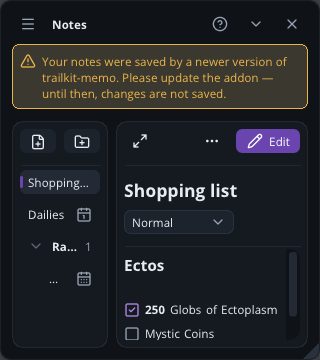 Notes
Your notes were saved by a newer version of
trailkit-memo. Please update the addon —
until then, changes are not saved.
Edit
Shopping...
Dailies
Ra... 1
...
Shopping list
Normal
Ectos
250 Globs of Ectoplasm
Mystic Coins